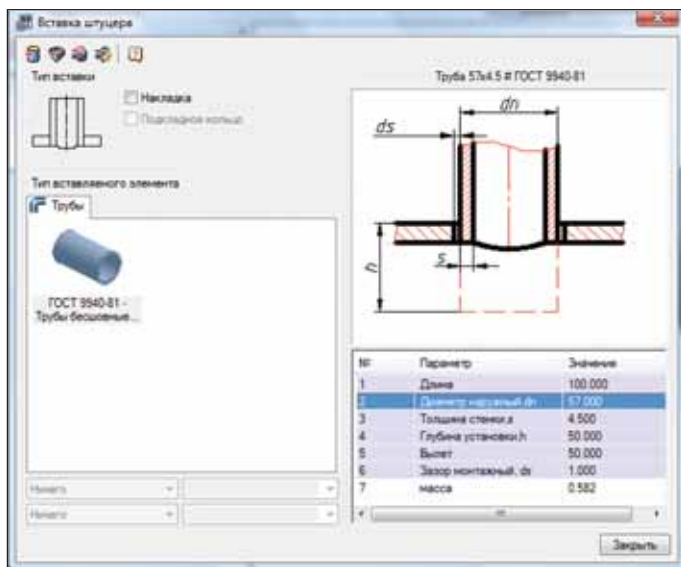 Вставка штуцера
Тип вставки
Накладка
Подкладное кольцо
Тип вставляемого элемента
Трубы
ГОСТ 9940-81 -
Трубы бесшовные...
Ничего
Ничего
Труба 57x4.5 # ГОСТ 9940-81
dn
ds
s
h
№ Параметр Значение
1 Длина 100.000
2 Диаметр наружный.dn 57.000
3 Толщина стенки.s 4.500
4 Глубина установки.h 50.000
5 Вылет 50.000
6 Зазор монтажный. ds 1.000
7 масса 0.582
Закрыть